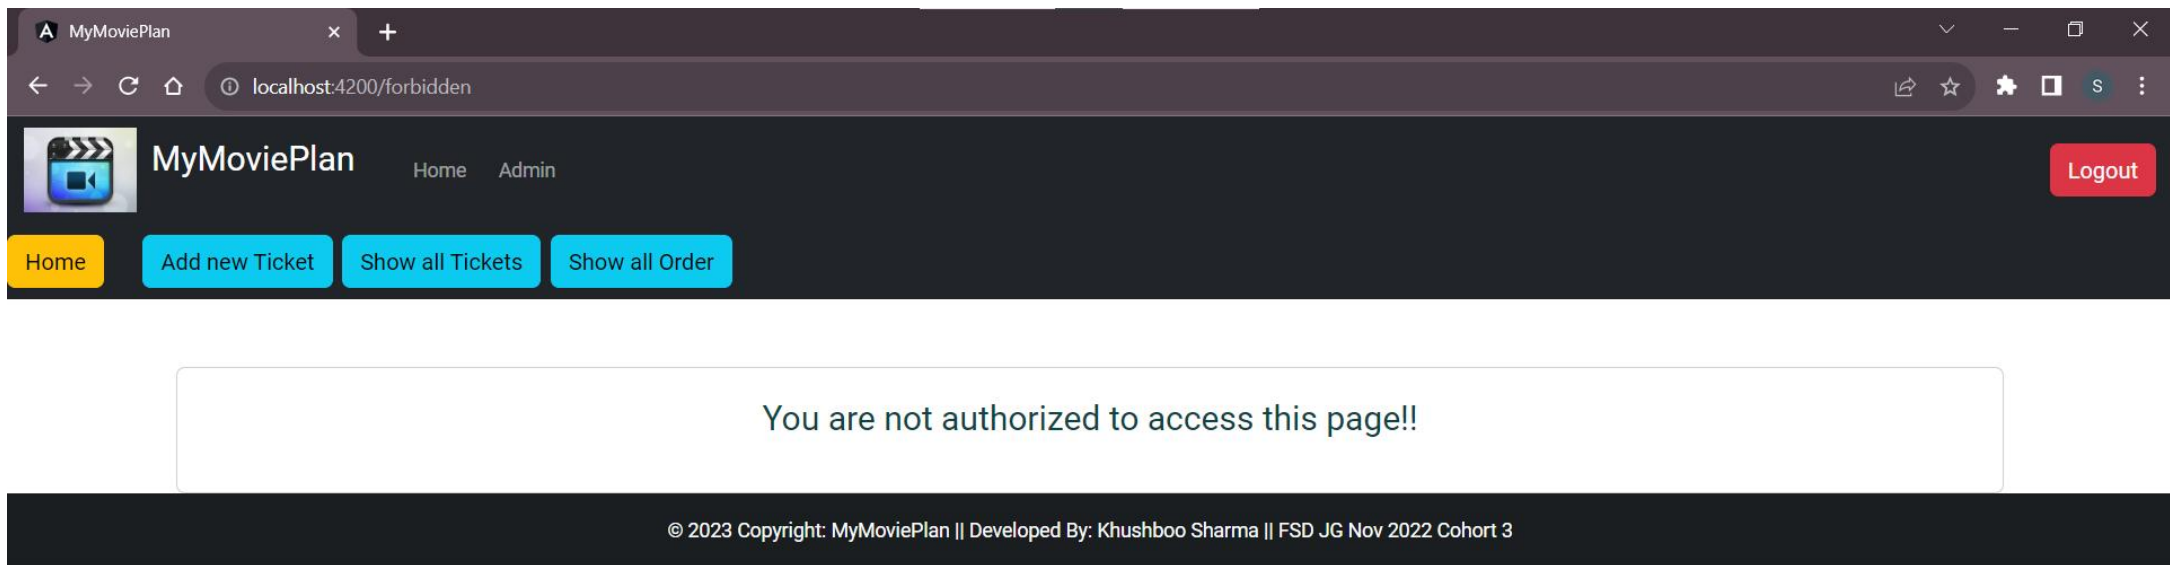 MyMoviePlan
localhost:4200/forbidden
S
MyMoviePlan Home Admin Logout
Home Add new Ticket Show all Tickets Show all Order
You are not authorized to access this page!!
© 2023 Copyright: MyMoviePlan || Developed By: Khushboo Sharma || FSD JG Nov 2022 Cohort 3